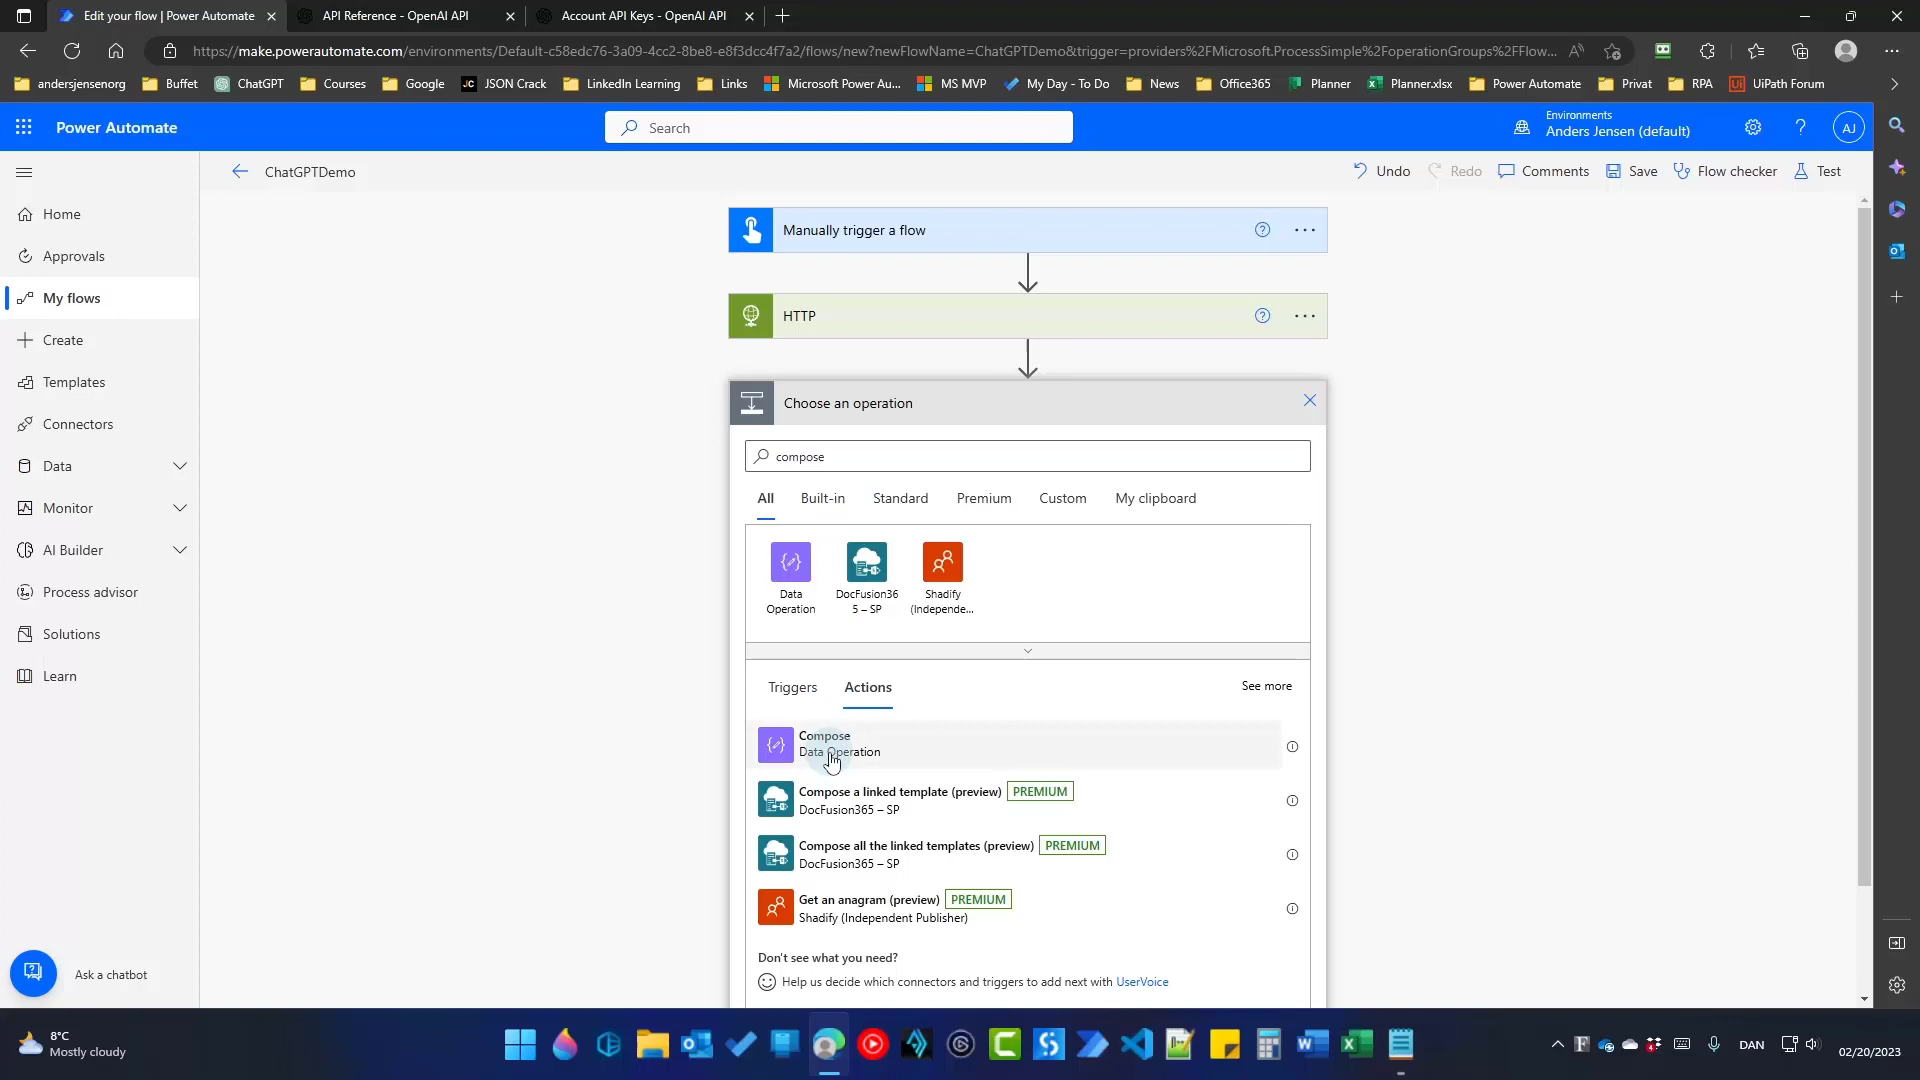 Edit your flow | Power Automate
API Reference - OpenAI API
Account API Keys - OpenAI API
https://make.powerautomate.com/environments/Default-c58edc76-3a09-4cc2-8be8-e8f3dcc4f7a2/flows/new?newFlowName=ChatGPTDemo&trigger=providers%2FMicrosoft.ProcessSimple%2FoperationGroups%2FFlow...
andersjensenorg
Buffet
ChatGPT
Courses
Google
JC JSON Crack
LinkedIn Learning
Links
Microsoft Power Au...
MS MVP
My Day - To Do
News
Office365
Planner
Planner.xlsx
Power Automate
Privat
RPA
Ui UiPath Forum
Power Automate
Search
Environments
Anders Jensen (default)
AJ
ChatGPTDemo
Undo
Redo
Comments
Save
Flow checker
Test
Home
Approvals
My flows
Create
Templates
Connectors
Data
Monitor
AI Builder
Process advisor
Solutions
Learn
Ask a chatbot
Manually trigger a flow
HTTP
Choose an operation
compose
All
Built-in
Standard
Premium
Custom
My clipboard
Data
Operation
DocFusion36
5 – SP
Shadify
(Independe...
Triggers
Actions
See more
Compose
Data Operation
Compose a linked template (preview) PREMIUM
DocFusion365 – SP
Compose all the linked templates (preview) PREMIUM
DocFusion365 – SP
Get an anagram (preview) PREMIUM
Shadify (Independent Publisher)
Don't see what you need?
Help us decide which connectors and triggers to add next with UserVoice
8°C
Mostly cloudy
DAN
02/20/2023